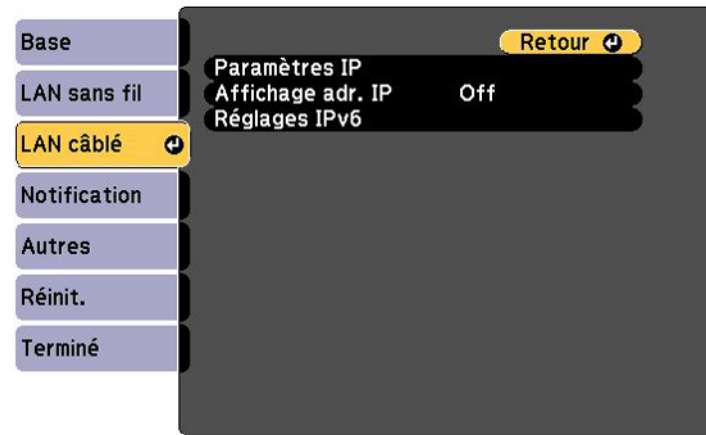 Base
LAN sans fil
LAN câblé
Notification
Autres
Réinit.
Terminé
Retour
Paramètres IP
Affichage adr. IP Off
Réglages IPv6